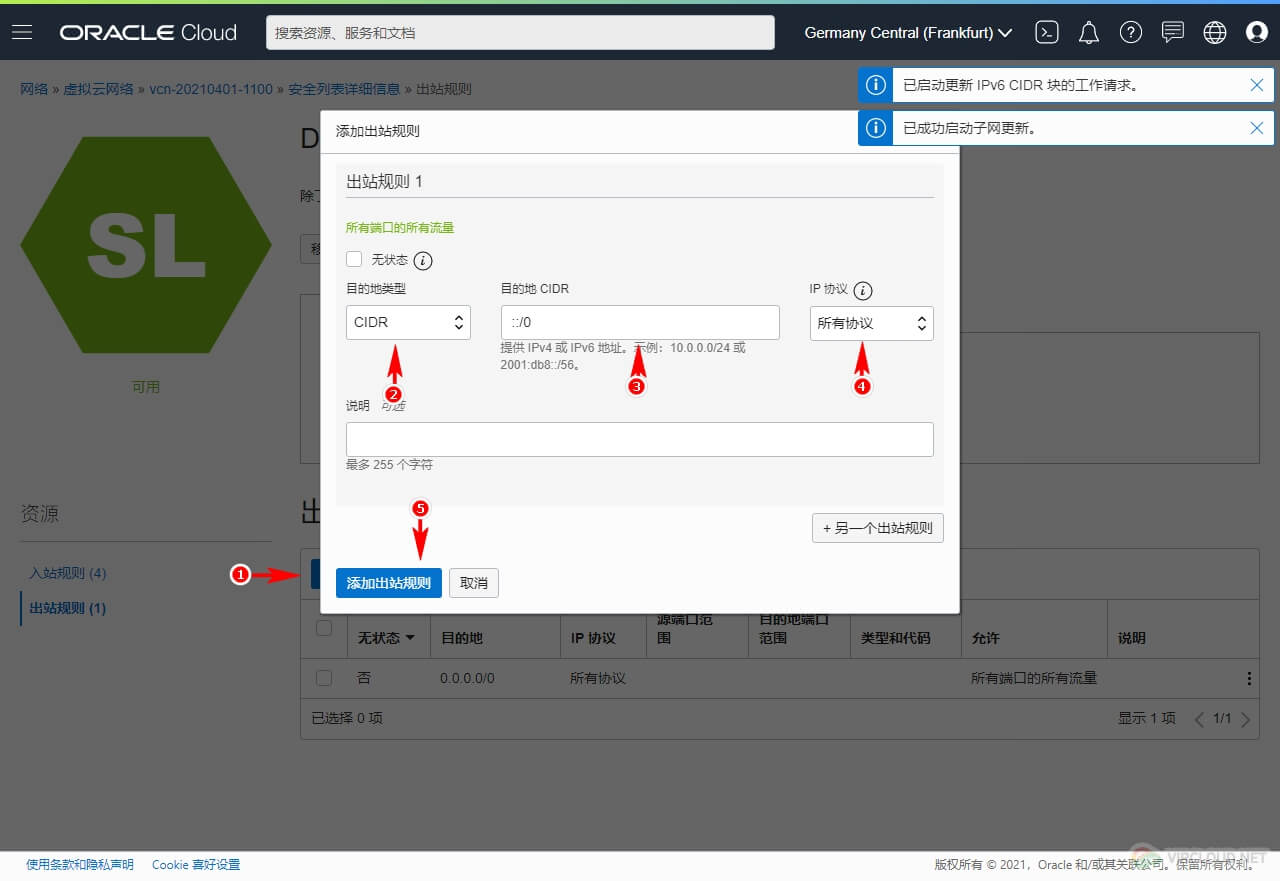 ORACLE Cloud
搜索资源、服务和文档
Germany Central (Frankfurt)
网络 » 虚拟云网络 » vcn-20210401-1100 » 安全列表详细信息 » 出站规则
已启动更新 IPv6 CIDR 块的工作请求。
已成功启动子网更新。
SL
可用
D
除
移
添加出站规则
出站规则 1
所有端口的所有流量
无状态
目的地类型
目的地 CIDR
IP 协议
CIDR
::/0
所有协议
提供 IPv4 或 IPv6 地址。示例：10.0.0.0/24 或
2001:db8::/56。
2
3
4
说明 可选
最多 255 个字符
5
+ 另一个出站规则
添加出站规则
取消
资源
入站规则 (4)
出站规则 (1)
1
出
无状态
目的地
IP 协议
源端口范围
目的地端口范围
类型和代码
允许
说明
否
0.0.0.0/0
所有协议
所有端口的所有流量
已选择 0 项
显示 1 项
1/1
使用条款和隐私声明
Cookie 喜好设置
版权所有 © 2021，Oracle 和/或其关联公司。保留所有权利。
VIRCLOUD.NET